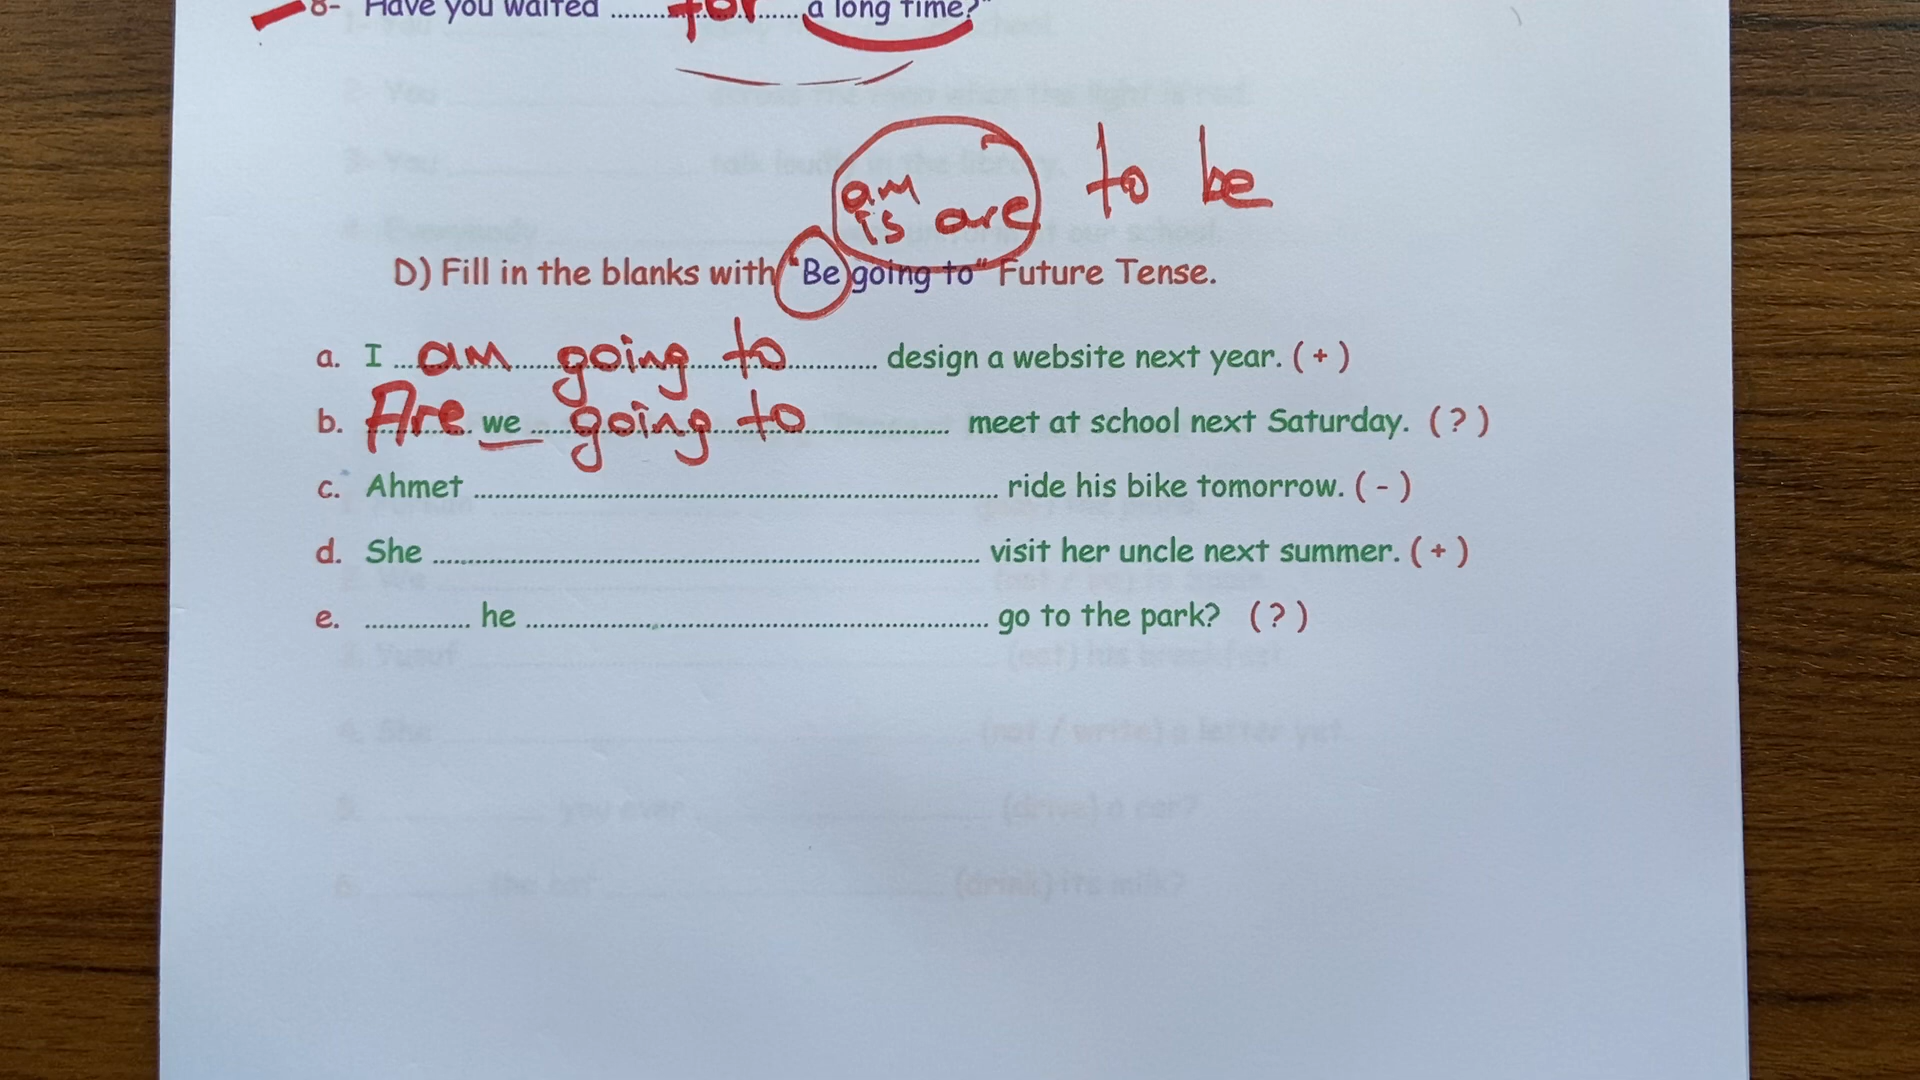 8- Have you waited ........for........ a long time?
am
is are to be
D) Fill in the blanks with "Be going to" Future Tense.
a. I ... am going to ........ design a website next year. ( + )
b. Are we going to ........ meet at school next Saturday. ( ? )
c. Ahmet ........ ride his bike tomorrow. ( - )
d. She ........ visit her uncle next summer. ( + )
e. ........ he ........ go to the park? ( ? )